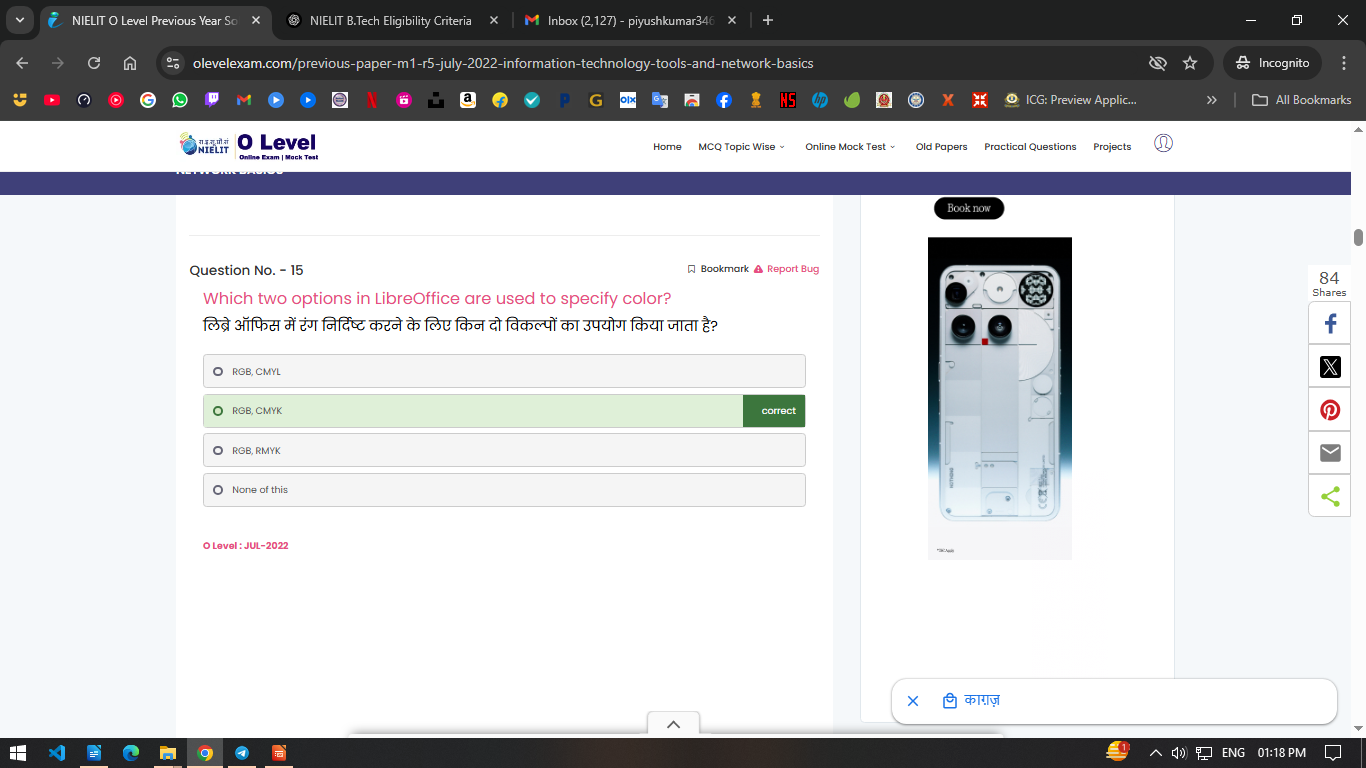 NIELIT O Level Previous Year So
NIELIT B.Tech Eligibility Criteria
Inbox (2,127) - piyushkumar346
olevelexam.com/previous-paper-m1-r5-july-2022-information-technology-tools-and-network-basics
Incognito
ICG: Preview Applic...
All Bookmarks
NIELIT
O Level
Online Exam | Mock Test
Home
MCQ Topic Wise
Online Mock Test
Old Papers
Practical Questions
Projects
NETWORK BASICS
Book now
Question No. - 15
Bookmark
Report Bug
Which two options in LibreOffice are used to specify color?
लिब्रे ऑफिस में रंग निर्दिष्ट करने के लिए किन दो विकल्पों का उपयोग किया जाता है?
RGB, CMYL
RGB, CMYK
correct
RGB, RMYK
None of this
O Level : JUL-2022
84
Shares
काग़ज़
1
ENG
01:18 PM